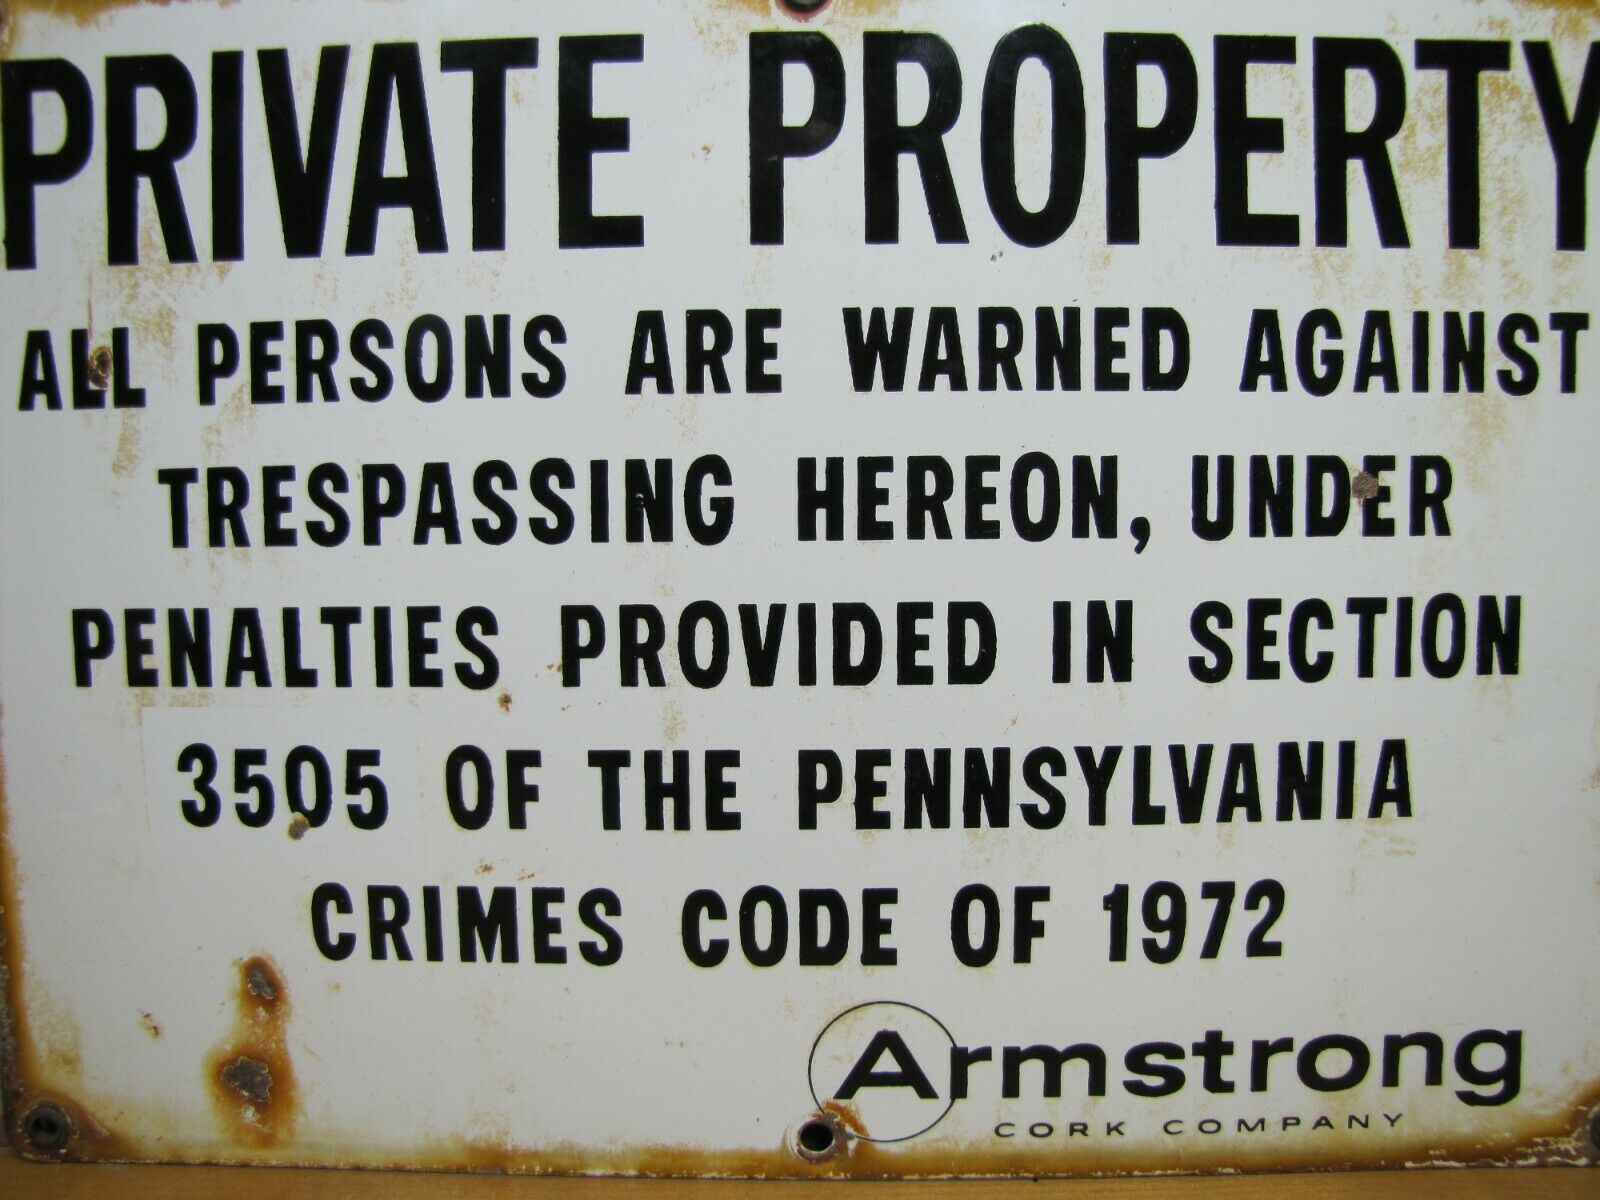 PRIVATE PROPERTY
ALL PERSONS ARE WARNED AGAINST
TRESPASSING HEREON, UNDER
PENALTIES PROVIDED IN SECTION
3505 OF THE PENNSYLVANIA
CRIMES CODE OF 1972
Armstrong
CORK COMPANY